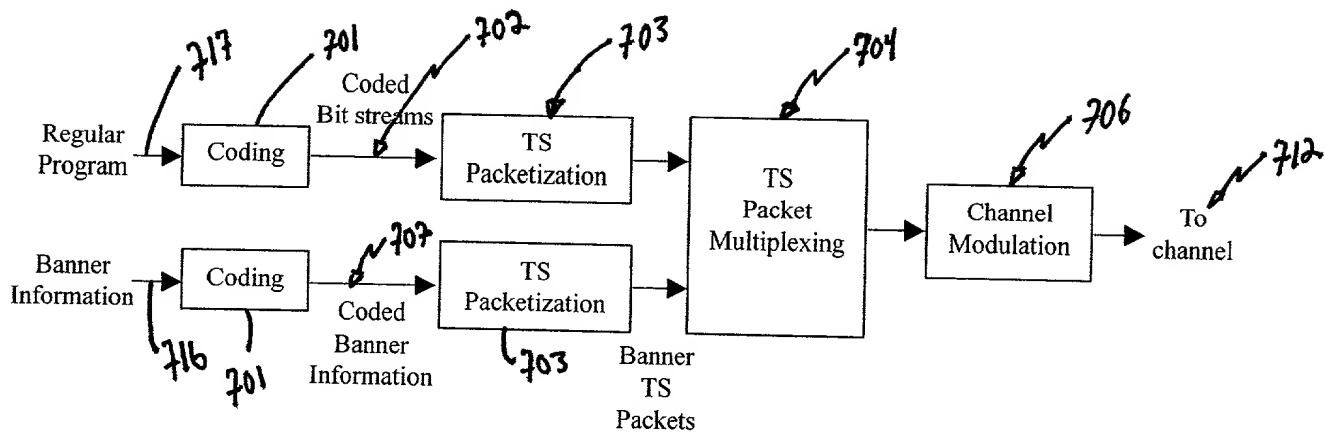 717
701
702
703
704
706
712
Coded
Bit streams
Regular
Program
Coding
TS
Packetization
TS
Packet
Multiplexing
Channel
Modulation
To
channel
707
Banner
Information
Coding
TS
Packetization
Coded
Banner
Information
716
701
703
Banner
TS
Packets